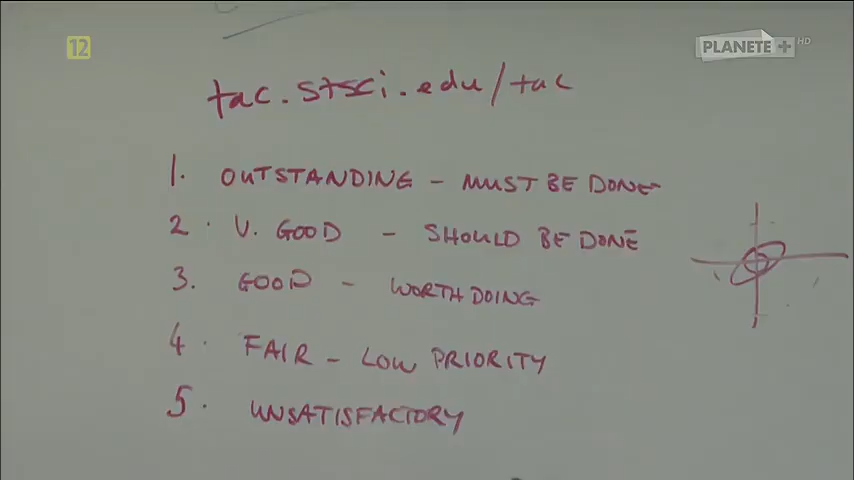 12
PLANETE + HD
tac.stsci.edu/tac
1. OUTSTANDING - MUST BE DONE
2. V. GOOD - SHOULD BE DONE
3. GOOD - WORTH DOING
4. FAIR - LOW PRIORITY
5. UNSATISFACTORY